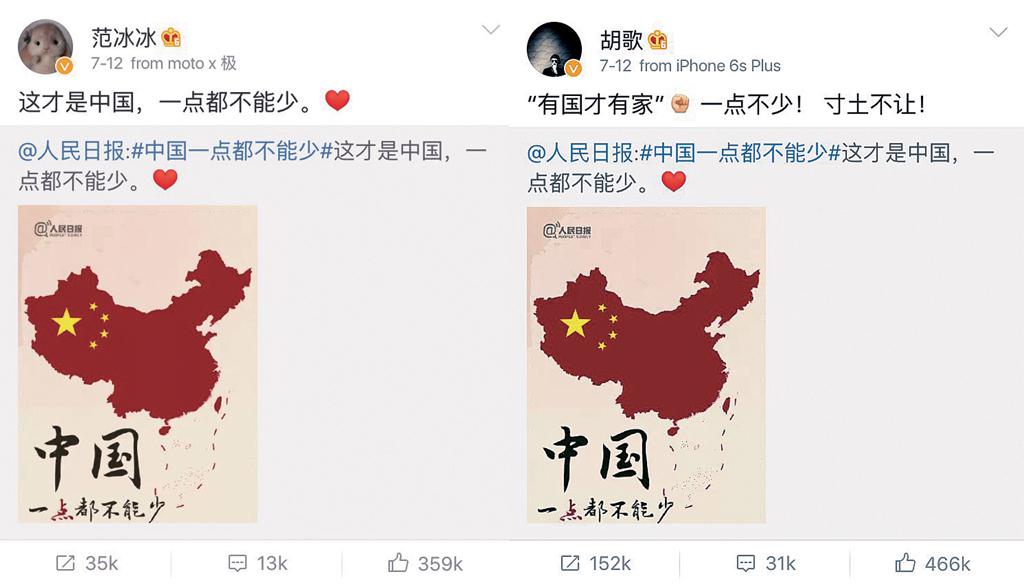 范冰冰
7-12 from moto x 极
这才是中国，一点都不能少。
@人民日报:#中国一点都不能少#这才是中国，一
点都不能少。
@人民日报
中国
一点都不能少
35k
13k
359k
胡歌
7-12 from iPhone 6s Plus
“有国才有家” 一点不少！ 寸土不让！
@人民日报:#中国一点都不能少#这才是中国，一
点都不能少。
@人民日报
中国
一点都不能少
152k
31k
466k